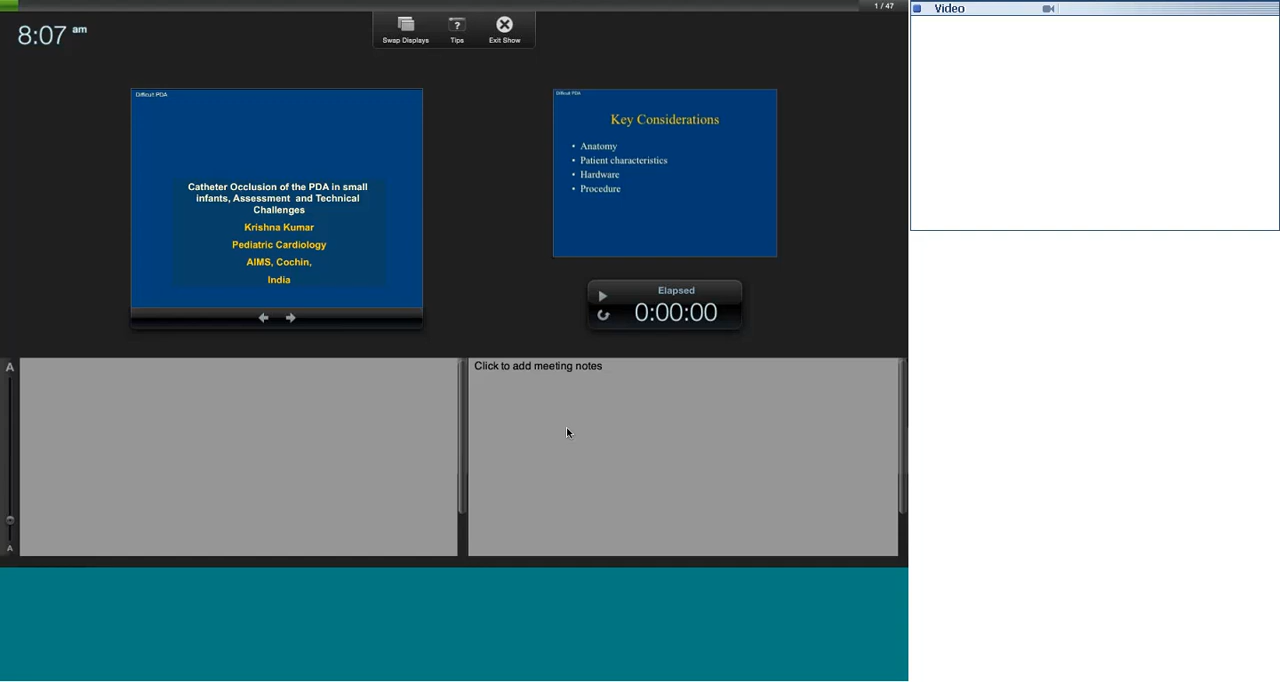 1 / 47
Video
8:07 am
Swap Displays
?
Tips
Exit Show
Difficult PDA
Catheter Occlusion of the PDA in small
infants, Assessment and Technical
Challenges
Krishna Kumar
Pediatric Cardiology
AIMS, Cochin,
India
Difficult PDA
Key Considerations
• Anatomy
• Patient characteristics
• Hardware
• Procedure
Elapsed
0:00:00
A
Click to add meeting notes
A